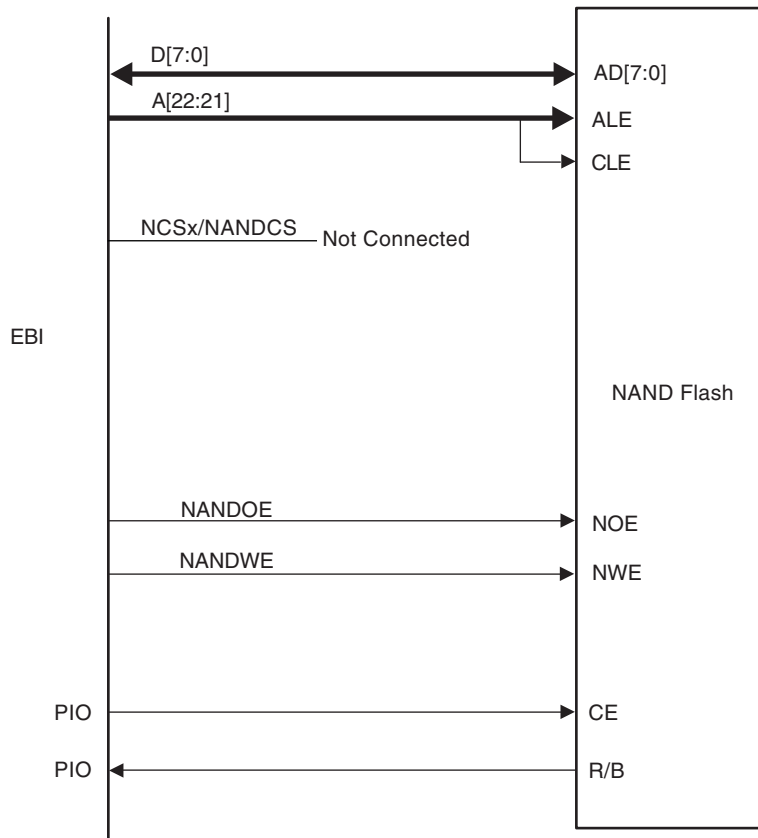 D[7:0]
AD[7:0]
A[22:21]
ALE
CLE
NCSx/NANDCS
Not Connected
EBI
NAND Flash
NANDOE
NOE
NANDWE
NWE
PIO
CE
PIO
R/B